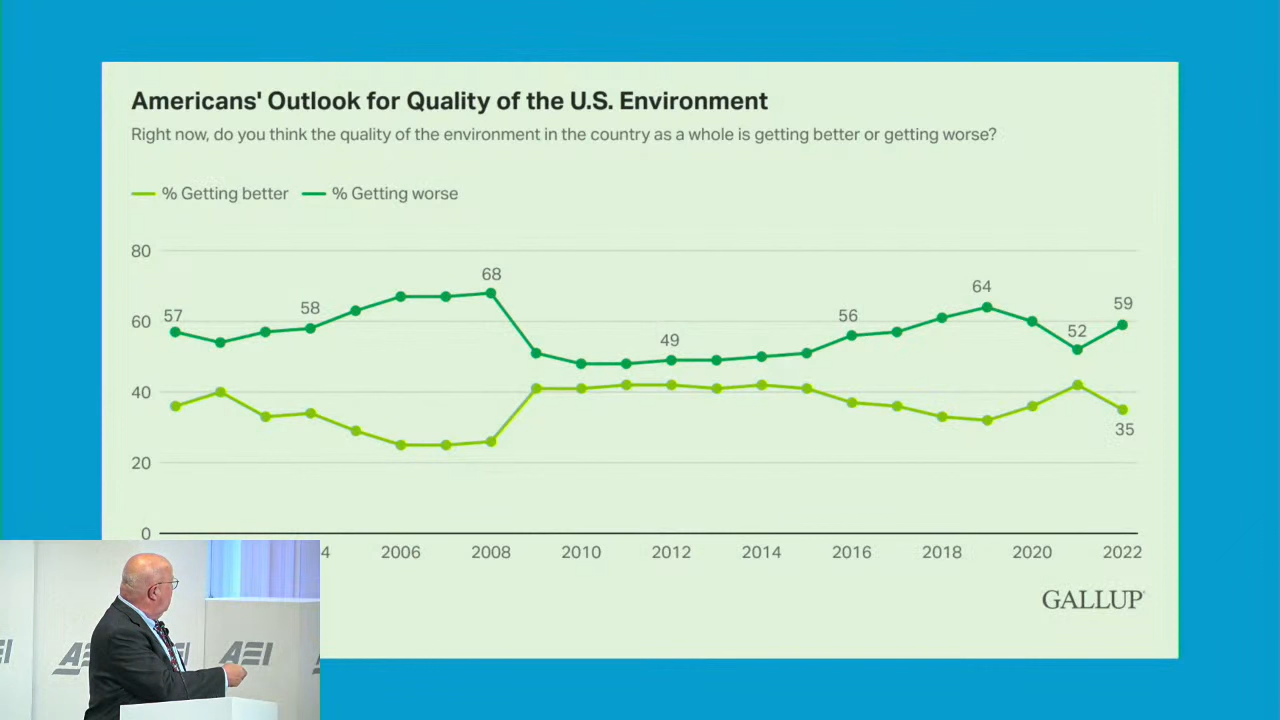 Americans' Outlook for Quality of the U.S. Environment
Right now, do you think the quality of the environment in the country as a whole is getting better or getting worse?
% Getting better % Getting worse
80
60
40
20
0
57
58
68
49
56
64
52
59
35
4 2006 2008 2010 2012 2014 2016 2018 2020 2022
GALLUP
AEI